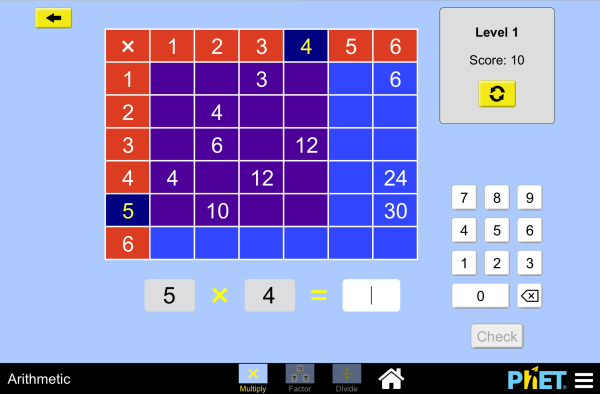 × 1 2 3 4 5 6
1 3 6
2 4
3 6 12
4 4 12 24
5 10 30
6
5 × 4 =
Level 1
Score: 10
7 8 9
4 5 6
1 2 3
0
Check
Arithmetic
Multiply
Factor
Divide
PhET